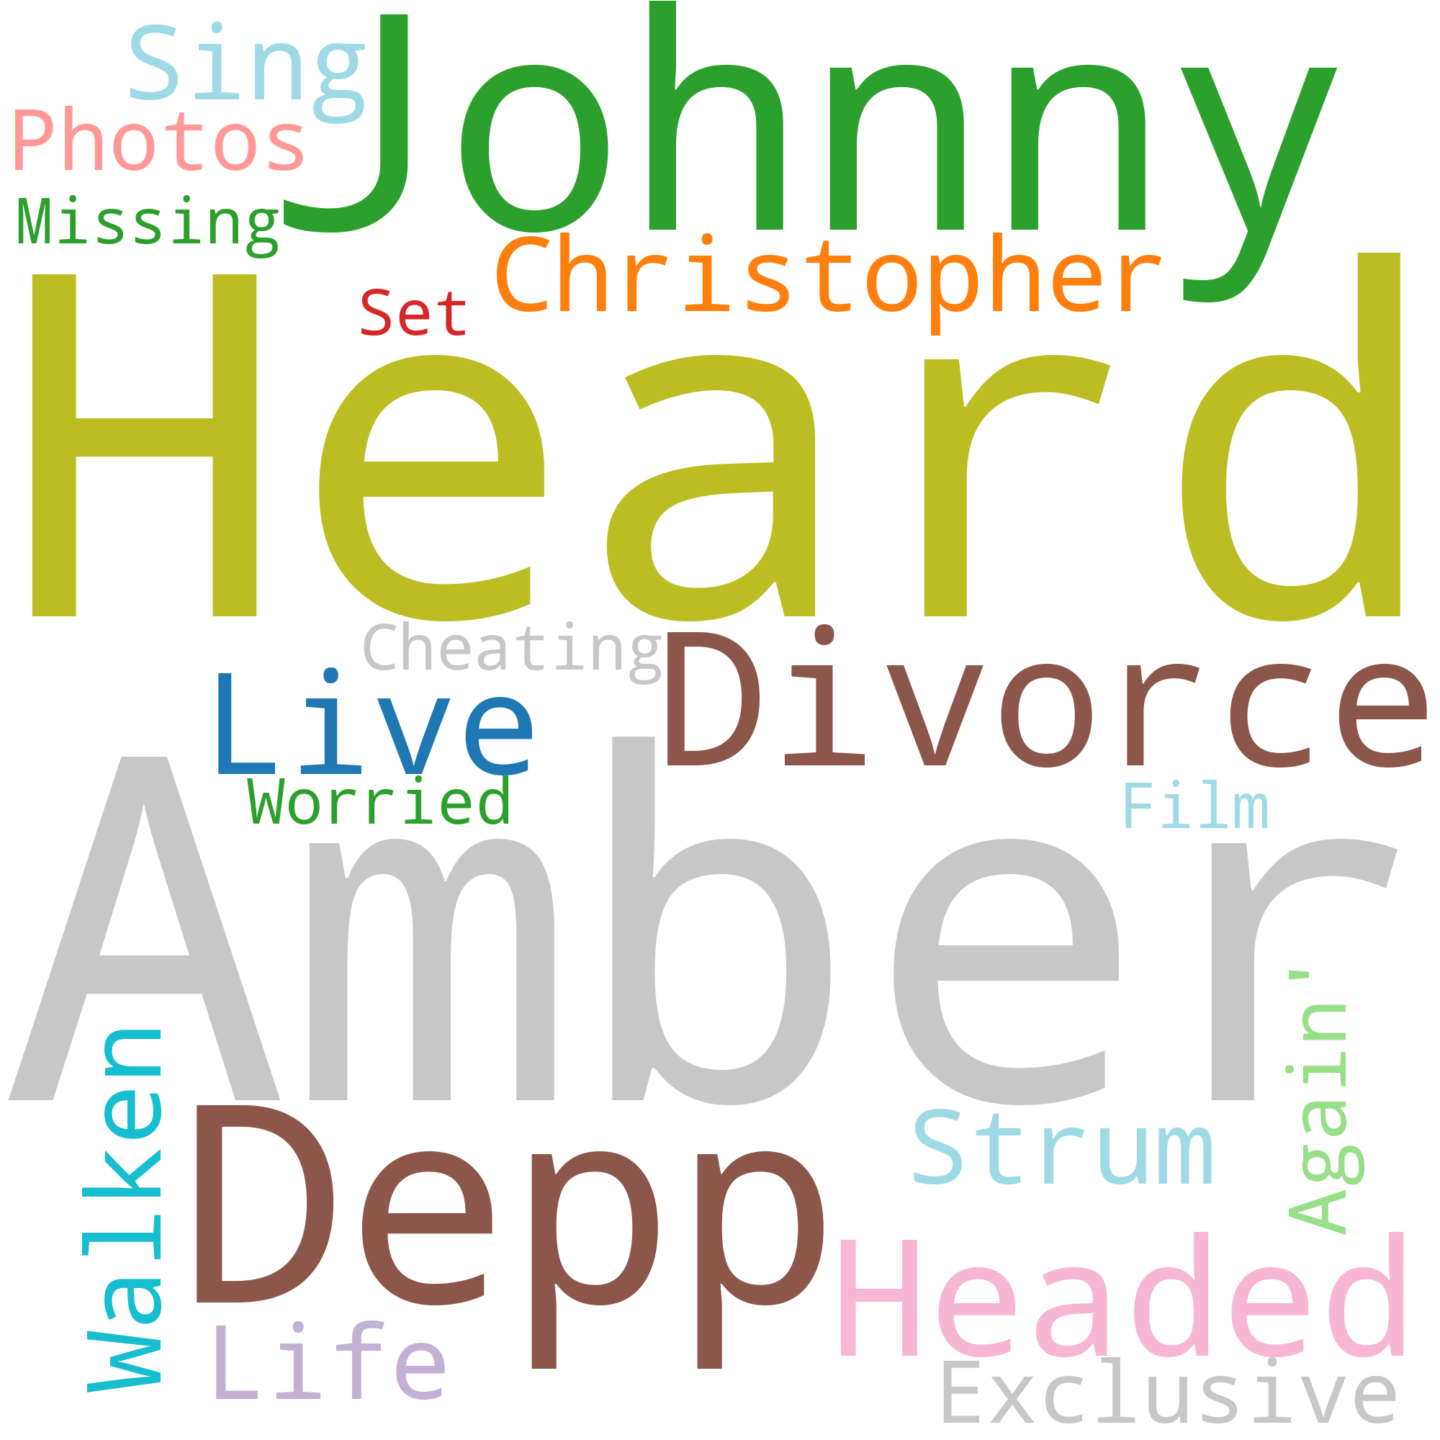 Sing
Johnny
Photos
Missing
Christopher
Set
Heard
Cheating
Divorce
Live
Worried
Film
Amber
Again'
Walken
Depp
Strum
Headed
Life
Exclusive